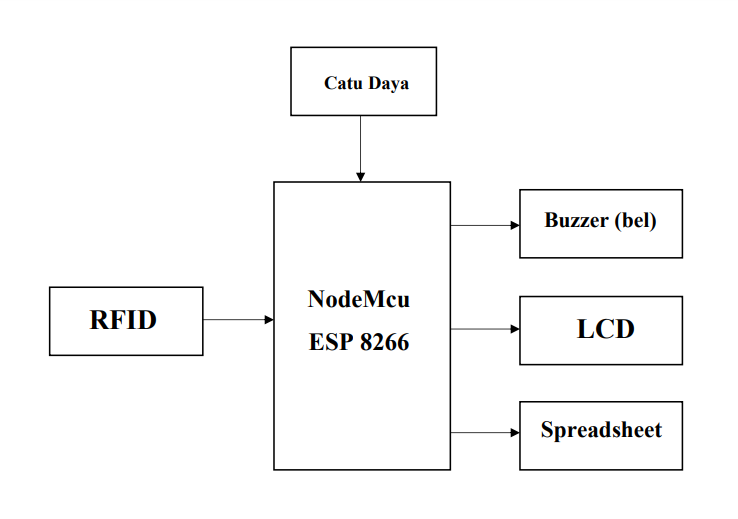 Catu Daya
RFID
NodeMcu
ESP 8266
Buzzer (bel)
LCD
Spreadsheet